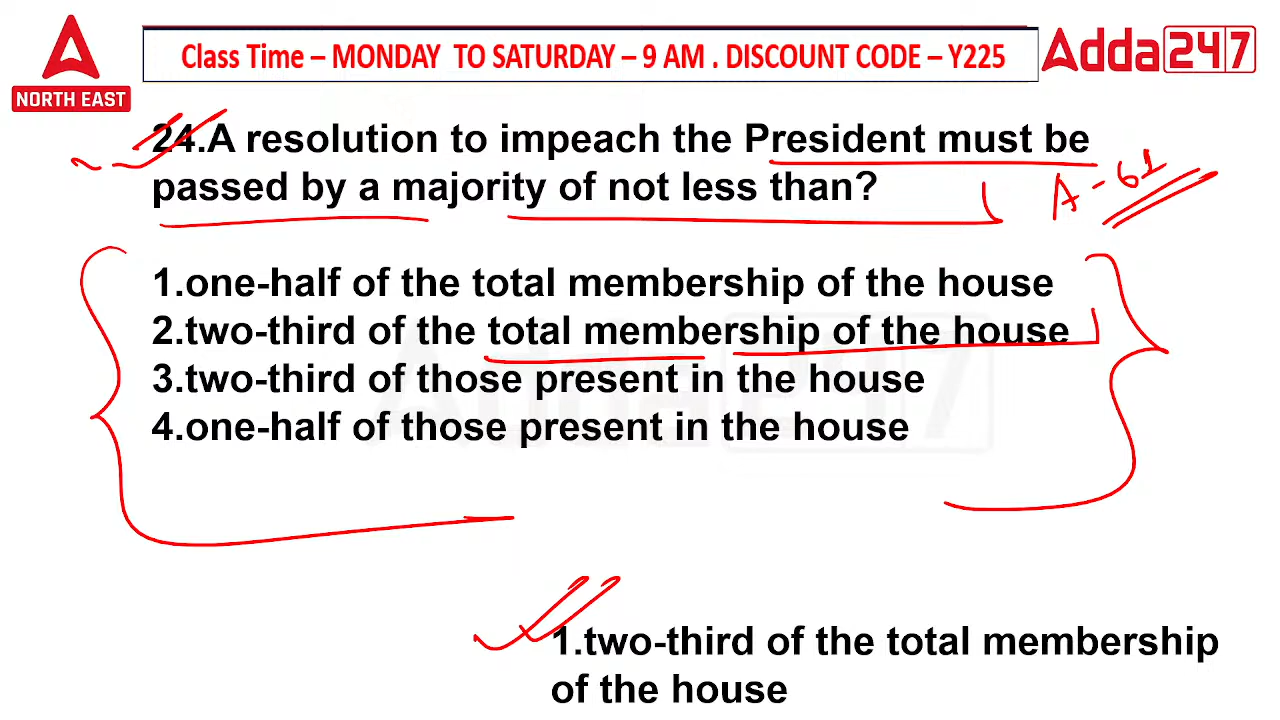 NORTH EAST
Class Time – MONDAY TO SATURDAY – 9 AM . DISCOUNT CODE – Y225
Adda247
24.A resolution to impeach the President must be
passed by a majority of not less than?
A - 61
1.one-half of the total membership of the house
2.two-third of the total membership of the house
3.two-third of those present in the house
4.one-half of those present in the house
Adda247
1.two-third of the total membership
of the house